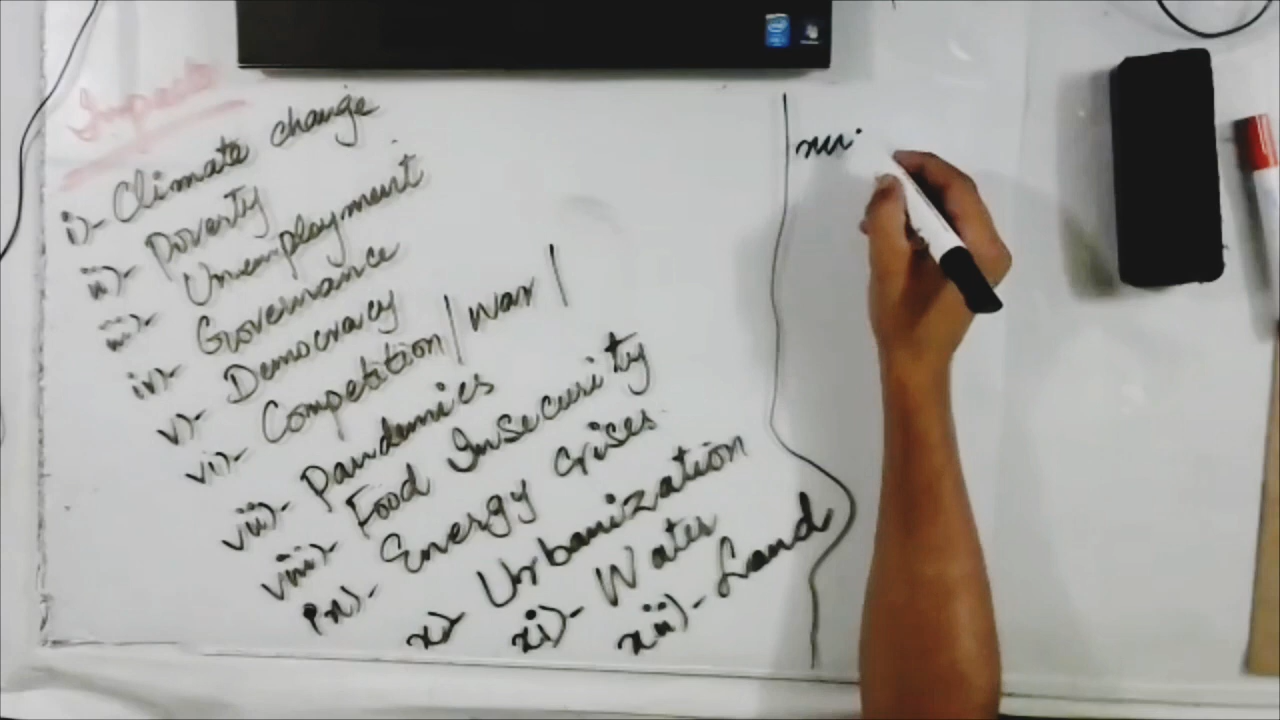 Impacts
i)- Climate change
ii)- Poverty
iii)- Unemployment
iv)- Governance
v)- Democracy
vi)- Competition / War /
vii)- Pandemics
viii)- Food Insecurity
ix)- Energy Crises
x)- Urbanization
xi)- Water
xii)- Land
intel